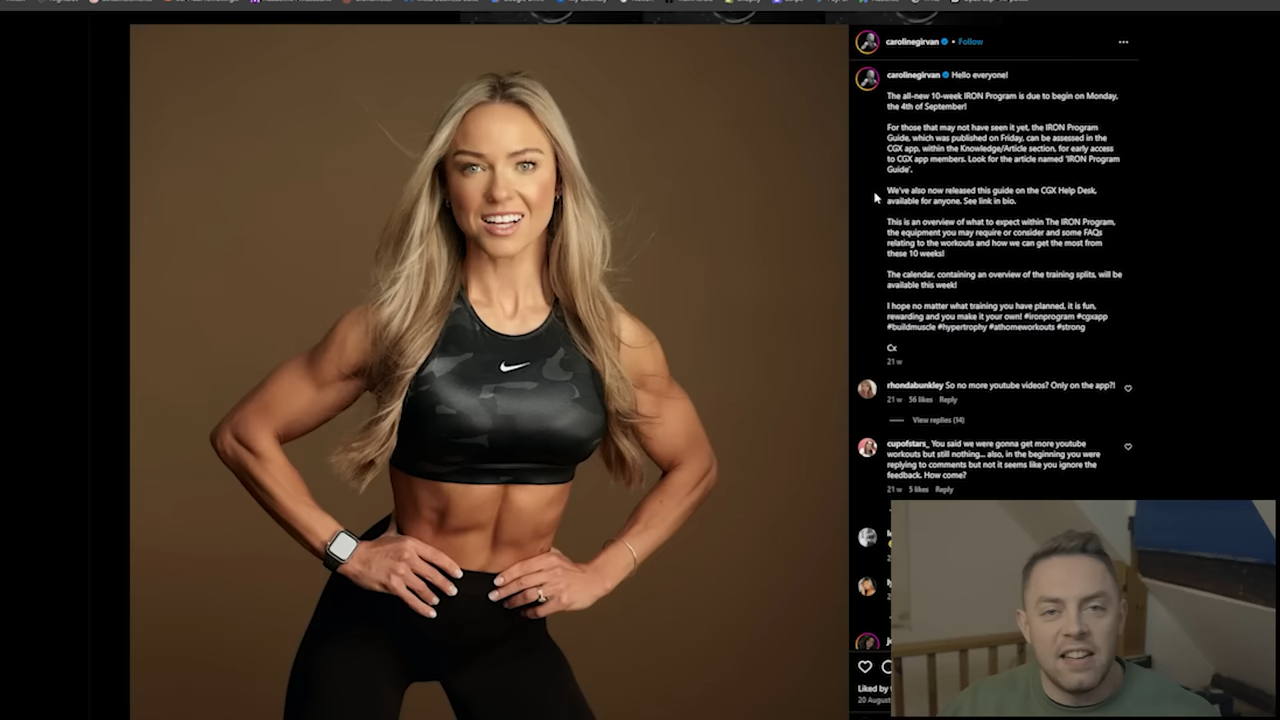 carolinegirvan • Follow
carolinegirvan Hello everyone!
The all-new 10-week IRON Program is due to begin on Monday,
the 4th of September!
For those that may not have seen it yet, the IRON Program
Guide, which was published on Friday, can be assessed in the
CGX app, within the Knowledge/Article section, for early access
to CGX app members. Look for the article named 'IRON Program
Guide'.
We've also now released this guide on the CGX Help Desk,
available for anyone. See link in bio.
This is an overview of what to expect within The IRON Program,
the equipment you may require or consider and some FAQs
relating to the workouts and how we can get the most from
these 10 weeks!
The calendar, containing an overview of the training splits, will be
available this week!
I hope no matter what training you have planned, it is fun,
rewarding and you make it your own! #ironprogram #cgxapp
#buildmuscle #hypertrophy #athomeworkouts #strong
Cx
21 w
rhondabunkley So no more youtube videos? Only on the app?!
21 w 56 likes Reply
View replies (14)
cupofstars_ You said we were gonna get more youtube
workouts but still nothing... also, in the beginning you were
replying to comments but not it seems like you ignore the
feedback. How come?
21 w 5 likes Reply
Liked by
20 August